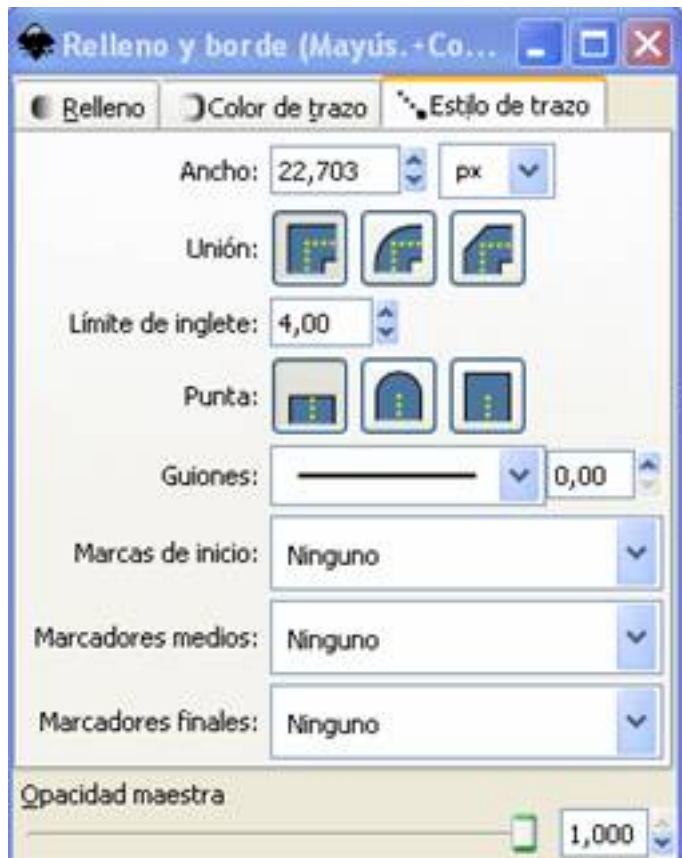 Relleno y borde (Mayús.+Co...
Relleno Color de trazo Estilo de trazo
Ancho: 22,703 px
Unión:
Límite de inglete: 4,00
Punta:
Guiones: 0,00
Marcas de inicio: Ninguno
Marcadores medios: Ninguno
Marcadores finales: Ninguno
Opacidad maestra
1,000